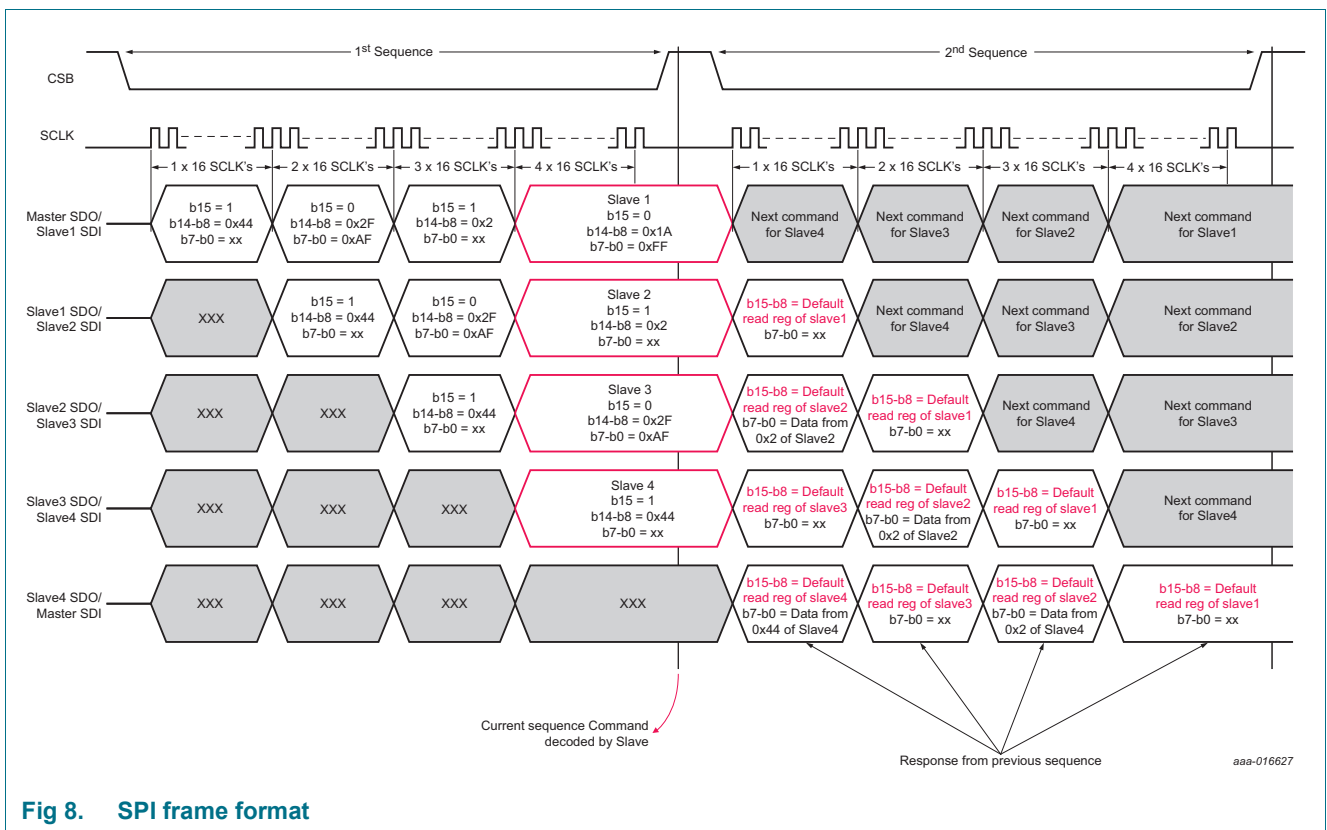 1st Sequence
2nd Sequence
CSB
SCLK
1 x 16 SCLK's
2 x 16 SCLK's
3 x 16 SCLK's
4 x 16 SCLK's
1 x 16 SCLK's
2 x 16 SCLK's
3 x 16 SCLK's
4 x 16 SCLK's
Master SDO/
Slave1 SDI
b15 = 1
b14-b8 = 0x44
b7-b0 = xx
b15 = 0
b14-b8 = 0x2F
b7-b0 = 0xAF
b15 = 1
b14-b8 = 0x2
b7-b0 = xx
Slave 1
b15 = 0
b14-b8 = 0x1A
b7-b0 = 0xFF
Next command
for Slave4
Next command
for Slave3
Next command
for Slave2
Next command
for Slave1
Slave1 SDO/
Slave2 SDI
XXX
b15 = 1
b14-b8 = 0x44
b7-b0 = xx
b15 = 0
b14-b8 = 0x2F
b7-b0 = 0xAF
Slave 2
b15 = 1
b14-b8 = 0x2
b7-b0 = xx
b15-b8 = Default
read reg of slave1
b7-b0 = xx
Next command
for Slave4
Next command
for Slave3
Next command
for Slave2
Slave2 SDO/
Slave3 SDI
XXX
XXX
b15 = 1
b14-b8 = 0x44
b7-b0 = xx
Slave 3
b15 = 0
b14-b8 = 0x2F
b7-b0 = 0xAF
b15-b8 = Default
read reg of slave2
b7-b0 = Data from
0x2 of Slave2
b15-b8 = Default
read reg of slave1
b7-b0 = xx
Next command
for Slave4
Next command
for Slave3
Slave3 SDO/
Slave4 SDI
XXX
XXX
XXX
Slave 4
b15 = 1
b14-b8 = 0x44
b7-b0 = xx
b15-b8 = Default
read reg of slave3
b7-b0 = xx
b15-b8 = Default
read reg of slave2
b7-b0 = Data from
0x2 of Slave2
b15-b8 = Default
read reg of slave1
b7-b0 = xx
Next command
for Slave4
Slave4 SDO/
Master SDI
XXX
XXX
XXX
XXX
b15-b8 = Default
read reg of slave4
b7-b0 = Data from
0x44 of Slave4
b15-b8 = Default
read reg of slave3
b7-b0 = xx
b15-b8 = Default
read reg of slave2
b7-b0 = Data from
0x2 of Slave4
b15-b8 = Default
read reg of slave1
b7-b0 = xx
Current sequence Command
decoded by Slave
Response from previous sequence
aaa-016627
Fig 8. SPI frame format